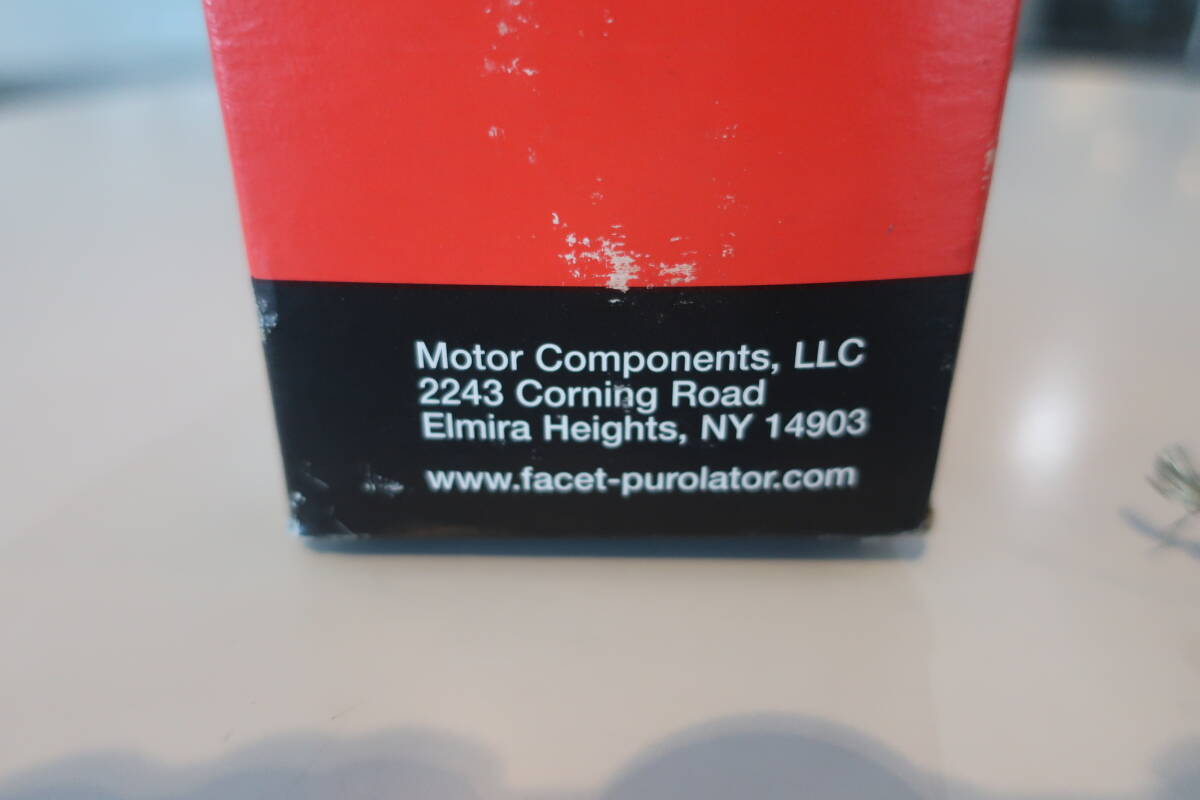 Motor Components, LLC
2243 Corning Road
Elmira Heights, NY 14903
www.facet-purolator.com